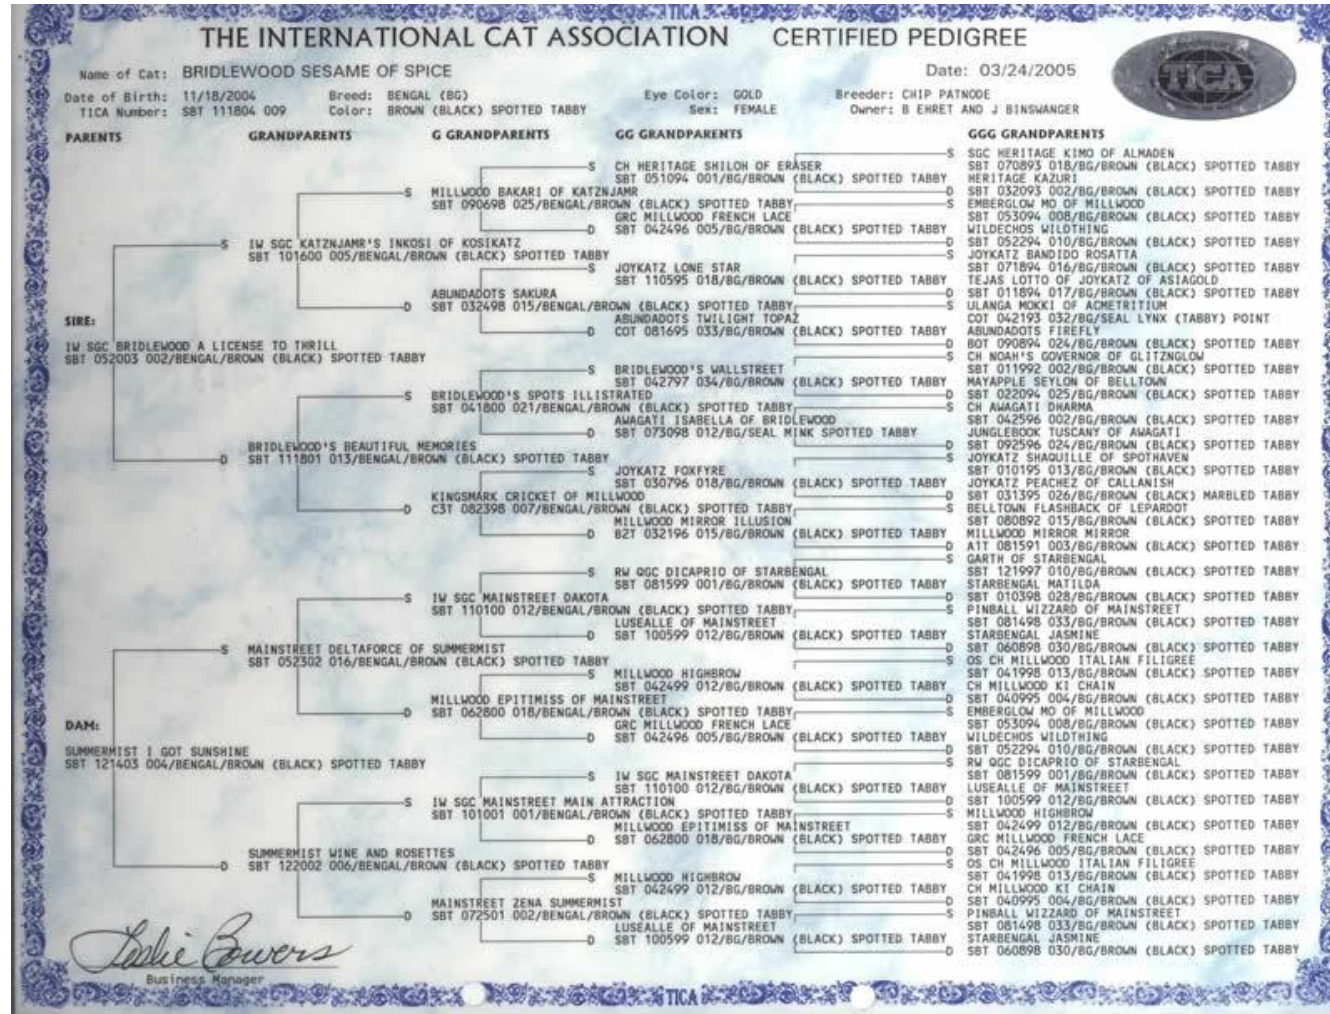 TICA
THE INTERNATIONAL CAT ASSOCIATION CERTIFIED PEDIGREE
TICA
Name of Cat: BRIDLEWOOD SESAME OF SPICE
Date: 03/24/2005
Date of Birth: 11/18/2004 Breed: BENGAL (BG) Eye Color: GOLD Breeder: CHIP PATNODE
TICA Number: SBT 111804 009 Color: BROWN (BLACK) SPOTTED TABBY Sex: FEMALE Owner: B EHRET AND J BINSWANGER
PARENTS GRANDPARENTS G GRANDPARENTS GG GRANDPARENTS GGG GRANDPARENTS
SIRE:
IW SGC BRIDLEWOOD A LICENSE TO THRILL
SBT 052003 002/BENGAL/BROWN (BLACK) SPOTTED TABBY
DAM:
SUMMERMIST I GOT SUNSHINE
SBT 121403 004/BENGAL/BROWN (BLACK) SPOTTED TABBY
S IW SGC KATZNJAMR'S INKOSI OF KOSIKATZ
SBT 101600 005/BENGAL/BROWN (BLACK) SPOTTED TABBY
D BRIDLEWOOD'S BEAUTIFUL MEMORIES
SBT 111801 013/BENGAL/BROWN (BLACK) SPOTTED TABBY
S MAINSTREET DELTAFORCE OF SUMMERMIST
SBT 052302 016/BENGAL/BROWN (BLACK) SPOTTED TABBY
D SUMMERMIST WINE AND ROSETTES
SBT 122002 006/BENGAL/BROWN (BLACK) SPOTTED TABBY
S MILLWOOD BAKARI OF KATZNJAMR
SBT 090698 025/BENGAL/BROWN (BLACK) SPOTTED TABBY
ABUNDADOTS SAKURA
D SBT 032498 015/BENGAL/BROWN (BLACK) SPOTTED TABBY
S BRIDLEWOOD'S SPOTS ILLISTRATED
SBT 041800 021/BENGAL/BROWN (BLACK) SPOTTED TABBY
KINGSMARK CRICKET OF MILLWOOD
D C3T 082398 007/BENGAL/BROWN (BLACK) SPOTTED TABBY
S IW SGC MAINSTREET DAKOTA
SBT 110100 012/BENGAL/BROWN (BLACK) SPOTTED TABBY
MILLWOOD EPITIMISS OF MAINSTREET
D SBT 062800 018/BENGAL/BROWN (BLACK) SPOTTED TABBY
S IW SGC MAINSTREET MAIN ATTRACTION
SBT 101001 001/BENGAL/BROWN (BLACK) SPOTTED TABBY
MAINSTREET ZENA SUMMERMIST
D SBT 072501 002/BENGAL/BROWN (BLACK) SPOTTED TABBY
S CH HERITAGE SHILOH OF ERASER
SBT 051094 001/BG/BROWN (BLACK) SPOTTED TABBY
GRC MILLWOOD FRENCH LACE
D SBT 042496 005/BG/BROWN (BLACK) SPOTTED TABBY
S JOYKATZ LONE STAR
SBT 110595 018/BG/BROWN (BLACK) SPOTTED TABBY
ABUNDADOTS TWILIGHT TOPAZ
D COT 081695 033/BG/BROWN (BLACK) SPOTTED TABBY
S BRIDLEWOOD'S WALLSTREET
SBT 042797 034/BG/BROWN (BLACK) SPOTTED TABBY
AWAGATI ISABELLA OF BRIDLEWOOD
D SBT 073098 012/BG/SEAL MINK SPOTTED TABBY
S JOYKATZ FOXFYRE
SBT 030796 018/BG/BROWN (BLACK) SPOTTED TABBY
MILLWOOD MIRROR ILLUSION
D B2T 032196 015/BG/BROWN (BLACK) SPOTTED TABBY
S RW QGC DICAPRIO OF STARBENGAL
SBT 081599 001/BG/BROWN (BLACK) SPOTTED TABBY
LUSEALLE OF MAINSTREET
D SBT 100599 012/BG/BROWN (BLACK) SPOTTED TABBY
S MILLWOOD HIGHBROW
SBT 042499 012/BG/BROWN (BLACK) SPOTTED TABBY
GRC MILLWOOD FRENCH LACE
D SBT 042496 005/BG/BROWN (BLACK) SPOTTED TABBY
S IW SGC MAINSTREET DAKOTA
SBT 110100 012/BG/BROWN (BLACK) SPOTTED TABBY
MILLWOOD EPITIMISS OF MAINSTREET
D SBT 062800 018/BG/BROWN (BLACK) SPOTTED TABBY
S MILLWOOD HIGHBROW
SBT 042499 012/BG/BROWN (BLACK) SPOTTED TABBY
LUSEALLE OF MAINSTREET
D SBT 100599 012/BG/BROWN (BLACK) SPOTTED TABBY
S SGC HERITAGE KIMO OF ALMADEN
SBT 070893 018/BG/BROWN (BLACK) SPOTTED TABBY
HERITAGE KAZURI
D SBT 032093 002/BG/BROWN (BLACK) SPOTTED TABBY
S EMBERGLOW MO OF MILLWOOD
SBT 053094 008/BG/BROWN (BLACK) SPOTTED TABBY
WILDECHOS WILDTHING
D SBT 052294 010/BG/BROWN (BLACK) SPOTTED TABBY
S JOYKATZ BANDIDO ROSATTA
SBT 071894 016/BG/BROWN (BLACK) SPOTTED TABBY
TEJAS LOTTO OF JOYKATZ OF ASIAGOLD
D SBT 011894 017/BG/BROWN (BLACK) SPOTTED TABBY
S ULANGA MOKKI OF ACMETRITIUM
COT 042193 032/BG/SEAL LYNX (TABBY) POINT
ABUNDADOTS FIREFLY
D BOT 090894 024/BG/BROWN (BLACK) SPOTTED TABBY
S CH NOAH'S GOVERNOR OF GLITZNGLOW
SBT 011992 002/BG/BROWN (BLACK) SPOTTED TABBY
MAYAPPLE SEYLON OF BELLTOWN
D SBT 022094 025/BG/BROWN (BLACK) SPOTTED TABBY
S CH AWAGATI DHARMA
SBT 042596 002/BG/BROWN (BLACK) SPOTTED TABBY
JUNGLEBOOK TUSCANY OF AWAGATI
D SBT 092596 024/BG/BROWN (BLACK) SPOTTED TABBY
S JOYKATZ SHAQUILLE OF SPOTHAVEN
SBT 010195 013/BG/BROWN (BLACK) SPOTTED TABBY
JOYKATZ PEACHEZ OF CALLANISH
D SBT 031395 026/BG/BROWN (BLACK) MARBLED TABBY
S BELLTOWN FLASHBACK OF LEPARDOT
SBT 080892 015/BG/BROWN (BLACK) SPOTTED TABBY
MILLWOOD MIRROR MIRROR
D A1T 081591 003/BG/BROWN (BLACK) SPOTTED TABBY
S GARTH OF STARBENGAL
SBT 121997 010/BG/BROWN (BLACK) SPOTTED TABBY
STARBENGAL MATILDA
D SBT 010398 028/BG/BROWN (BLACK) SPOTTED TABBY
S PINBALL WIZZARD OF MAINSTREET
SBT 081498 033/BG/BROWN (BLACK) SPOTTED TABBY
STARBENGAL JASMINE
D SBT 060898 030/BG/BROWN (BLACK) SPOTTED TABBY
S OS CH MILLWOOD ITALIAN FILIGREE
SBT 041998 013/BG/BROWN (BLACK) SPOTTED TABBY
CH MILLWOOD KI CHAIN
D SBT 040995 004/BG/BROWN (BLACK) SPOTTED TABBY
S EMBERGLOW MO OF MILLWOOD
SBT 053094 008/BG/BROWN (BLACK) SPOTTED TABBY
WILDECHOS WILDTHING
D SBT 052294 010/BG/BROWN (BLACK) SPOTTED TABBY
S RW QGC DICAPRIO OF STARBENGAL
SBT 081599 001/BG/BROWN (BLACK) SPOTTED TABBY
LUSEALLE OF MAINSTREET
D SBT 100599 012/BG/BROWN (BLACK) SPOTTED TABBY
S MILLWOOD HIGHBROW
SBT 042499 012/BG/BROWN (BLACK) SPOTTED TABBY
GRC MILLWOOD FRENCH LACE
D SBT 042496 005/BG/BROWN (BLACK) SPOTTED TABBY
S OS CH MILLWOOD ITALIAN FILIGREE
SBT 041998 013/BG/BROWN (BLACK) SPOTTED TABBY
CH MILLWOOD KI CHAIN
D SBT 040995 004/BG/BROWN (BLACK) SPOTTED TABBY
S PINBALL WIZZARD OF MAINSTREET
SBT 081498 033/BG/BROWN (BLACK) SPOTTED TABBY
STARBENGAL JASMINE
D SBT 060898 030/BG/BROWN (BLACK) SPOTTED TABBY
Leslie Bowers
Business Manager
TICA